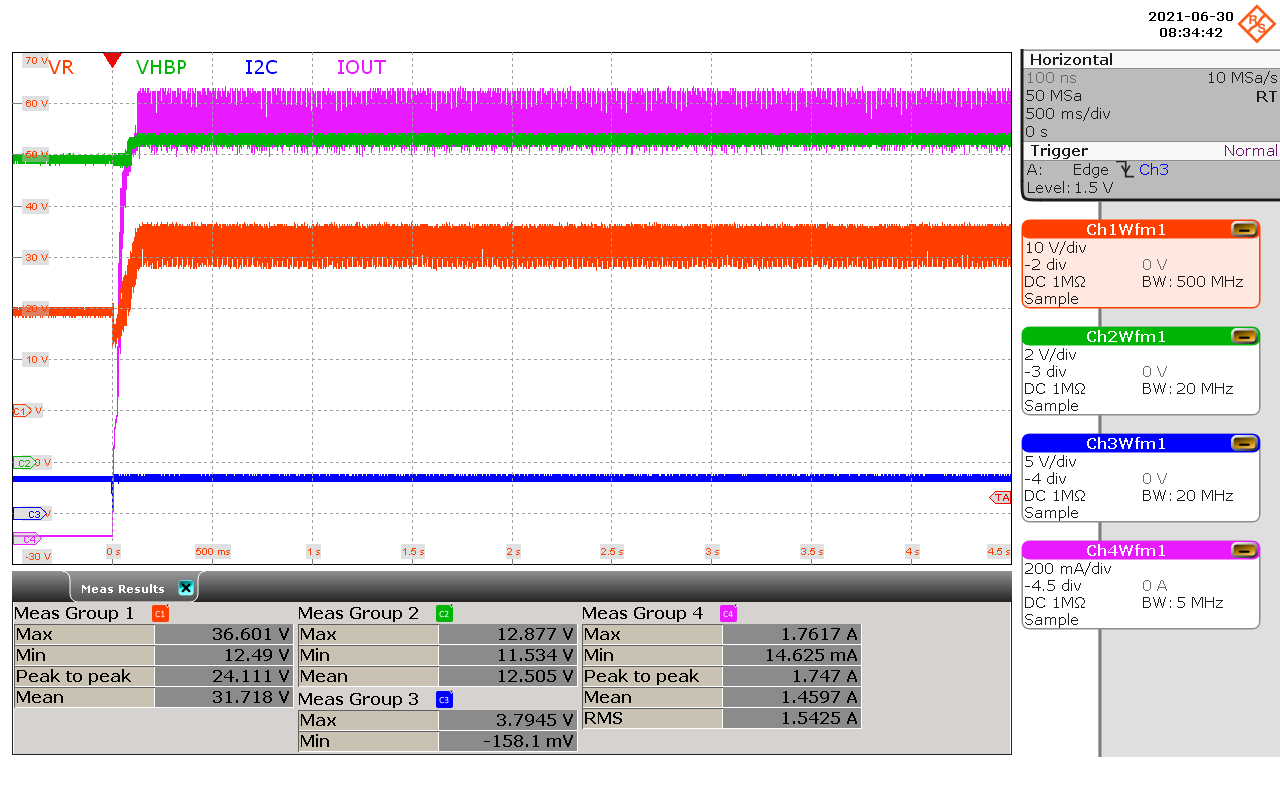 2021-06-30
08:34:42
R&S
VR VHBP I2C IOUT
70 V
60 V
50 V
40 V
30 V
20 V
10 V
C1 V
C2 0 V
C3 V
C4
-30 V
0 s 500 ms 1 s 1.5 s 2 s 2.5 s 3 s 3.5 s 4 s 4.5 s
TA
Horizontal
100 ns 10 MSa/s
50 MSa RT
500 ms/div
0 s
Trigger Normal
A: Edge Ch3
Level: 1.5 V
Ch1Wfm1
10 V/div
-2 div 0 V
DC 1MΩ BW: 500 MHz
Sample
Ch2Wfm1
2 V/div
-3 div 0 V
DC 1MΩ BW: 20 MHz
Sample
Ch3Wfm1
5 V/div
-4 div 0 V
DC 1MΩ BW: 20 MHz
Sample
Ch4Wfm1
200 mA/div
-4.5 div 0 A
DC 1MΩ BW: 5 MHz
Sample
Meas Results
Meas Group 1 C1
Max 36.601 V
Min 12.49 V
Peak to peak 24.111 V
Mean 31.718 V
Meas Group 2 C2
Max 12.877 V
Min 11.534 V
Mean 12.505 V
Meas Group 3 C3
Max 3.7945 V
Min -158.1 mV
Meas Group 4 C4
Max 1.7617 A
Min 14.625 mA
Peak to peak 1.747 A
Mean 1.4597 A
RMS 1.5425 A